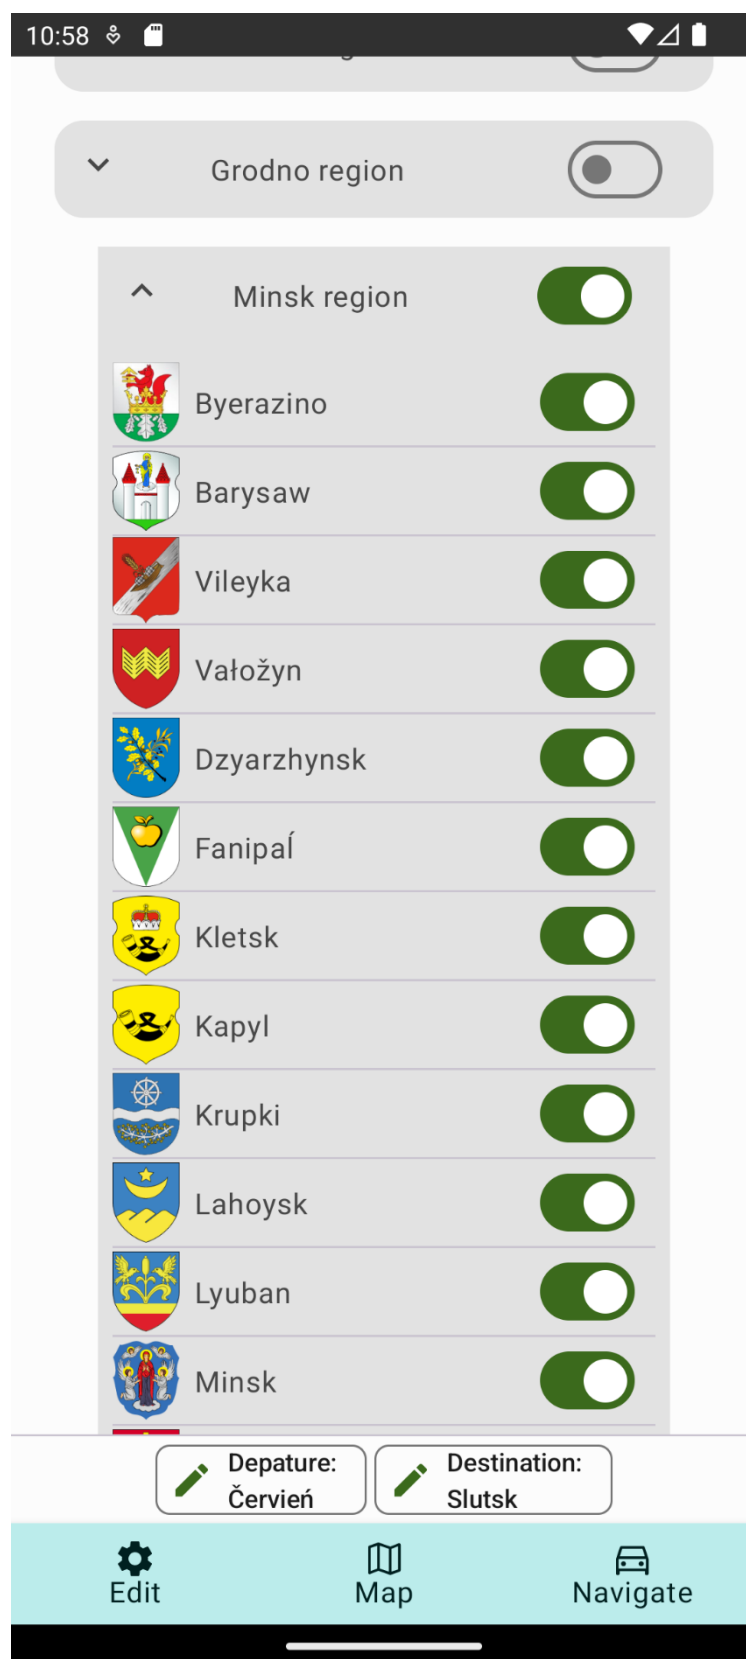 10:58
Grodno region
Minsk region
Byerazino
Barysaw
Vileyka
Vałožyn
Dzyarzhynsk
Fanipaĺ
Kletsk
Kapyl
Krupki
Lahoysk
Lyuban
Minsk
Depature:
Červień
Destination:
Slutsk
Edit
Map
Navigate